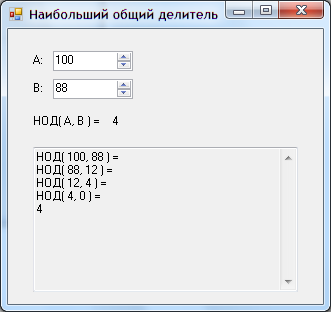 Наибольший общий делитель
A: 100
B: 88
НОД( A, B ) = 4
НОД( 100, 88 ) =
НОД( 88, 12 ) =
НОД( 12, 4 ) =
НОД( 4, 0 ) =
4